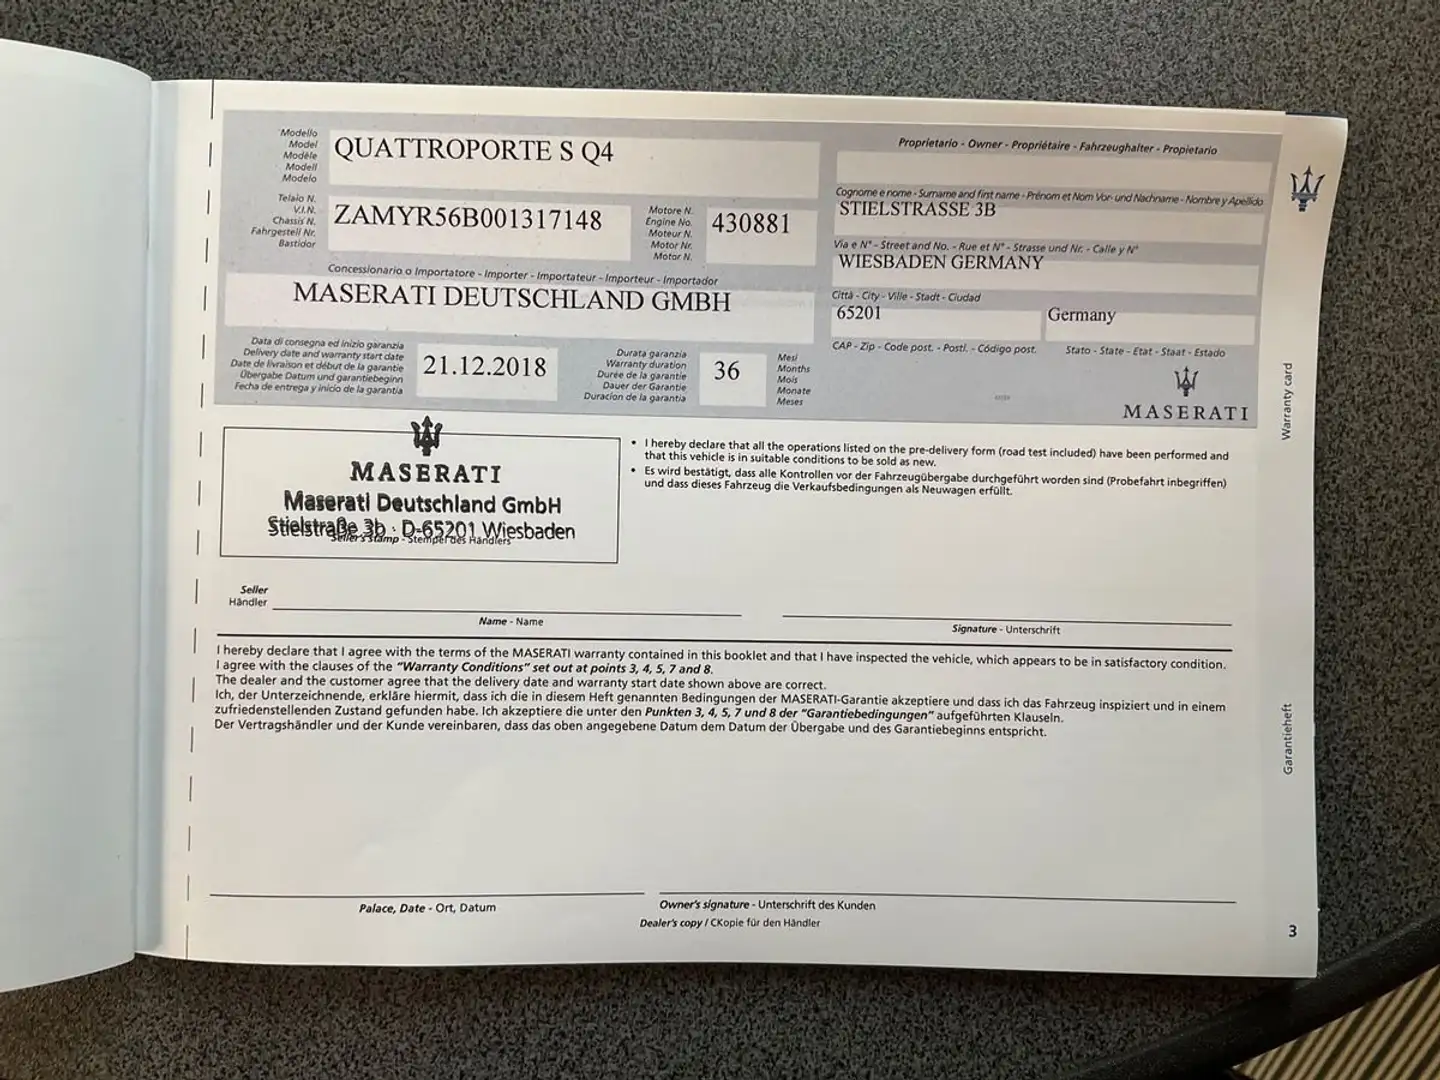 Modello
Model
Modèle
Modell
Modelo
QUATTROPORTE S Q4
Telaio N.
V.I.N.
Chassis N.
Fahrgestell Nr.
Bastidor
ZAMYR56B001317148
Motore N.
Engine No.
Moteur N.
Motor Nr.
Motor N.
430881
Concessionario o Importatore - Importer - Importateur - Importeur - Importador
MASERATI DEUTSCHLAND GMBH
Data di consegna ed inizio garanzia
Delivery date and warranty start date
Date de livraison et début de la garantie
Übergabe Datum und garantiebeginn
Fecha de entrega y inicio de la garantia
21.12.2018
Durata garanzia
Warranty duration
Durée de la garantie
Dauer der Garantie
Duracion de la garantia
36
Mesi
Months
Mois
Monate
Meses
Proprietario - Owner - Propriétaire - Fahrzeughalter - Propietario
Cognome e nome - Surname and first name - Prénom et Nom Vor- und Nachname - Nombre y Apellido
STIELSTRASSE 3B
Via e N° - Street and No. - Rue et N° - Strasse und Nr. - Calle y N°
WIESBADEN GERMANY
Città - City - Ville - Stadt - Ciudad
65201 Germany
CAP - Zip - Code post. - Postl. - Código post. Stato - State - Etat - Staat - Estado
MASERATI
MASERATI
Maserati Deutschland GmbH
Stielstraße 3b · D-65201 Wiesbaden
Seller's stamp - Stempel des Händlers
• I hereby declare that all the operations listed on the pre-delivery form (road test included) have been performed and
that this vehicle is in suitable conditions to be sold as new.
• Es wird bestätigt, dass alle Kontrollen vor der Fahrzeugübergabe durchgeführt worden sind (Probefahrt inbegriffen)
und dass dieses Fahrzeug die Verkaufsbedingungen als Neuwagen erfüllt.
Seller
Händler
Name - Name
Signature - Unterschrift
I hereby declare that I agree with the terms of the MASERATI warranty contained in this booklet and that I have inspected the vehicle, which appears to be in satisfactory condition.
I agree with the clauses of the "Warranty Conditions" set out at points 3, 4, 5, 7 and 8.
The dealer and the customer agree that the delivery date and warranty start date shown above are correct.
Ich, der Unterzeichnende, erkläre hiermit, dass ich die in diesem Heft genannten Bedingungen der MASERATI-Garantie akzeptiere und dass ich das Fahrzeug inspiziert und in einem
zufriedenstellenden Zustand gefunden habe. Ich akzeptiere die unter den Punkten 3, 4, 5, 7 und 8 der "Garantiebedingungen" aufgeführten Klauseln.
Der Vertragshändler und der Kunde vereinbaren, dass das oben angegebene Datum dem Datum der Übergabe und des Garantiebeginns entspricht.
Palace, Date - Ort, Datum
Owner's signature - Unterschrift des Kunden
Dealer's copy / CKopie für den Händler
Warranty card
Garantieheft
3